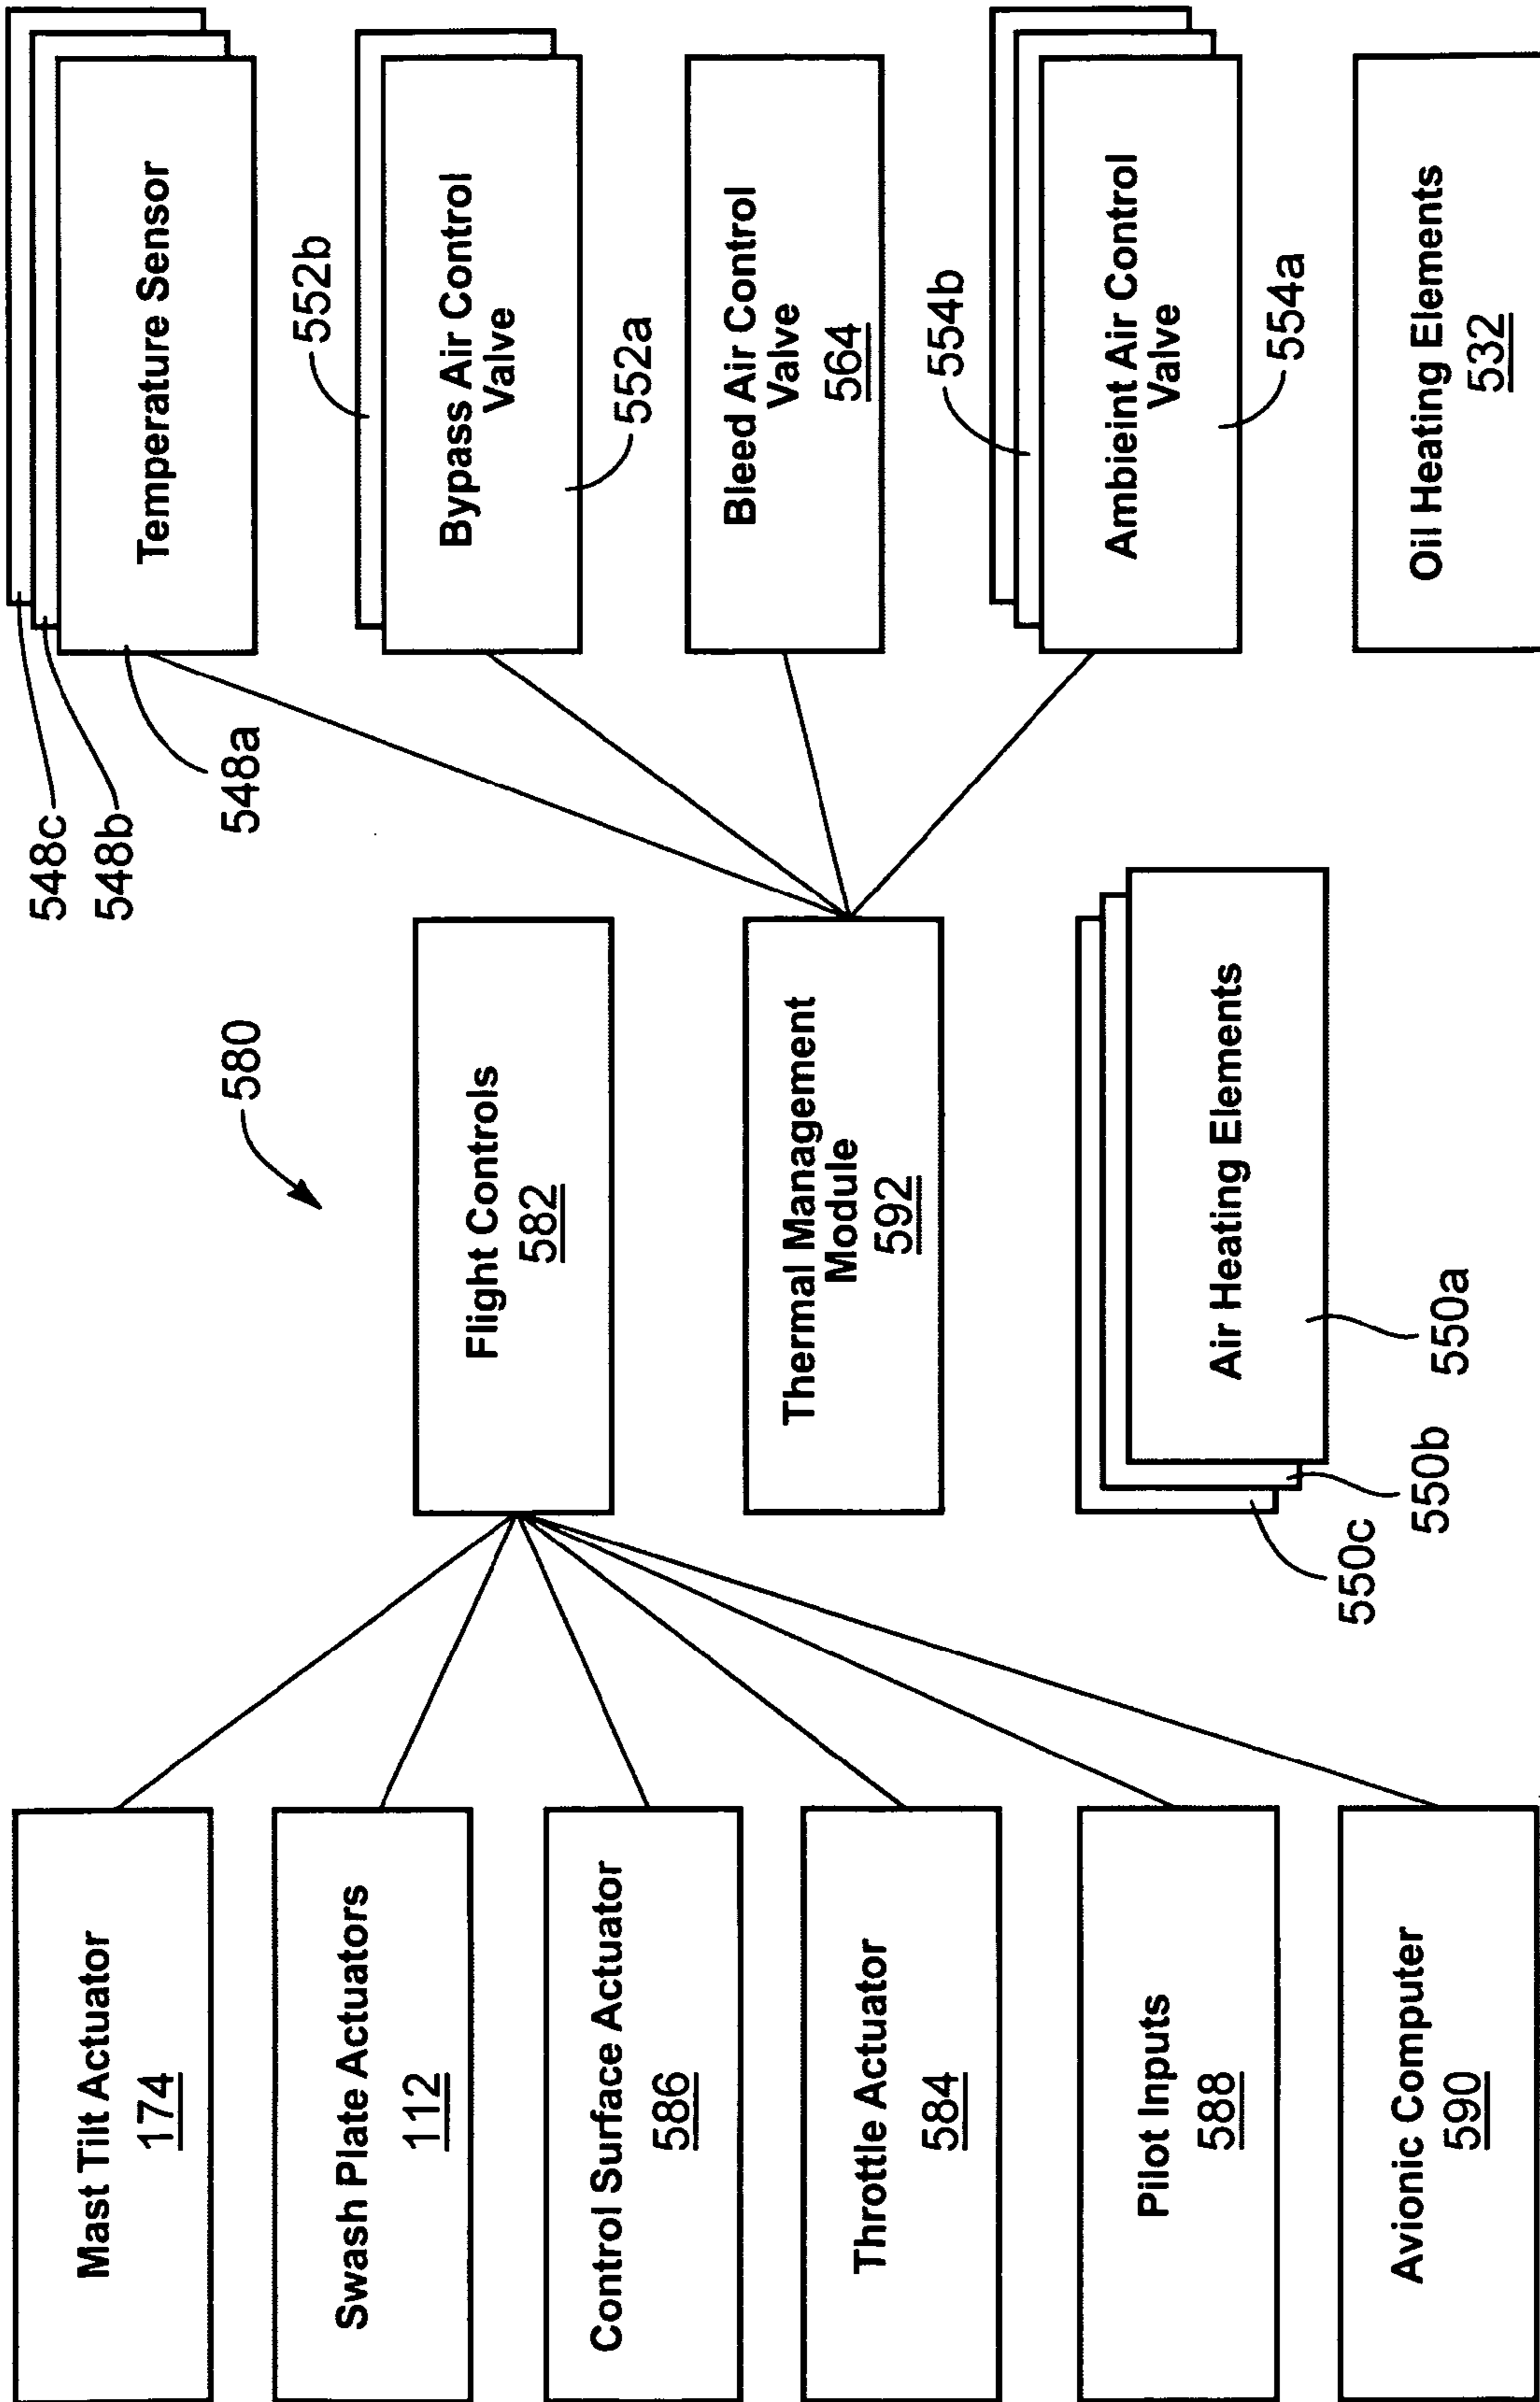 Mast Tilt Actuator
174
Swash Plate Actuators
112
Control Surface Actuator
586
Throttle Actuator
584
Pilot Inputs
588
Avionic Computer
590
580
Flight Controls
582
Thermal Management
Module
592
Air Heating Elements
550c
550b
550a
548c
548b
548a
Temperature Sensor
552b
Bypass Air Control
Valve
552a
Bleed Air Control
Valve
564
554b
Ambieint Air Control
Valve
554a
Oil Heating Elements
532